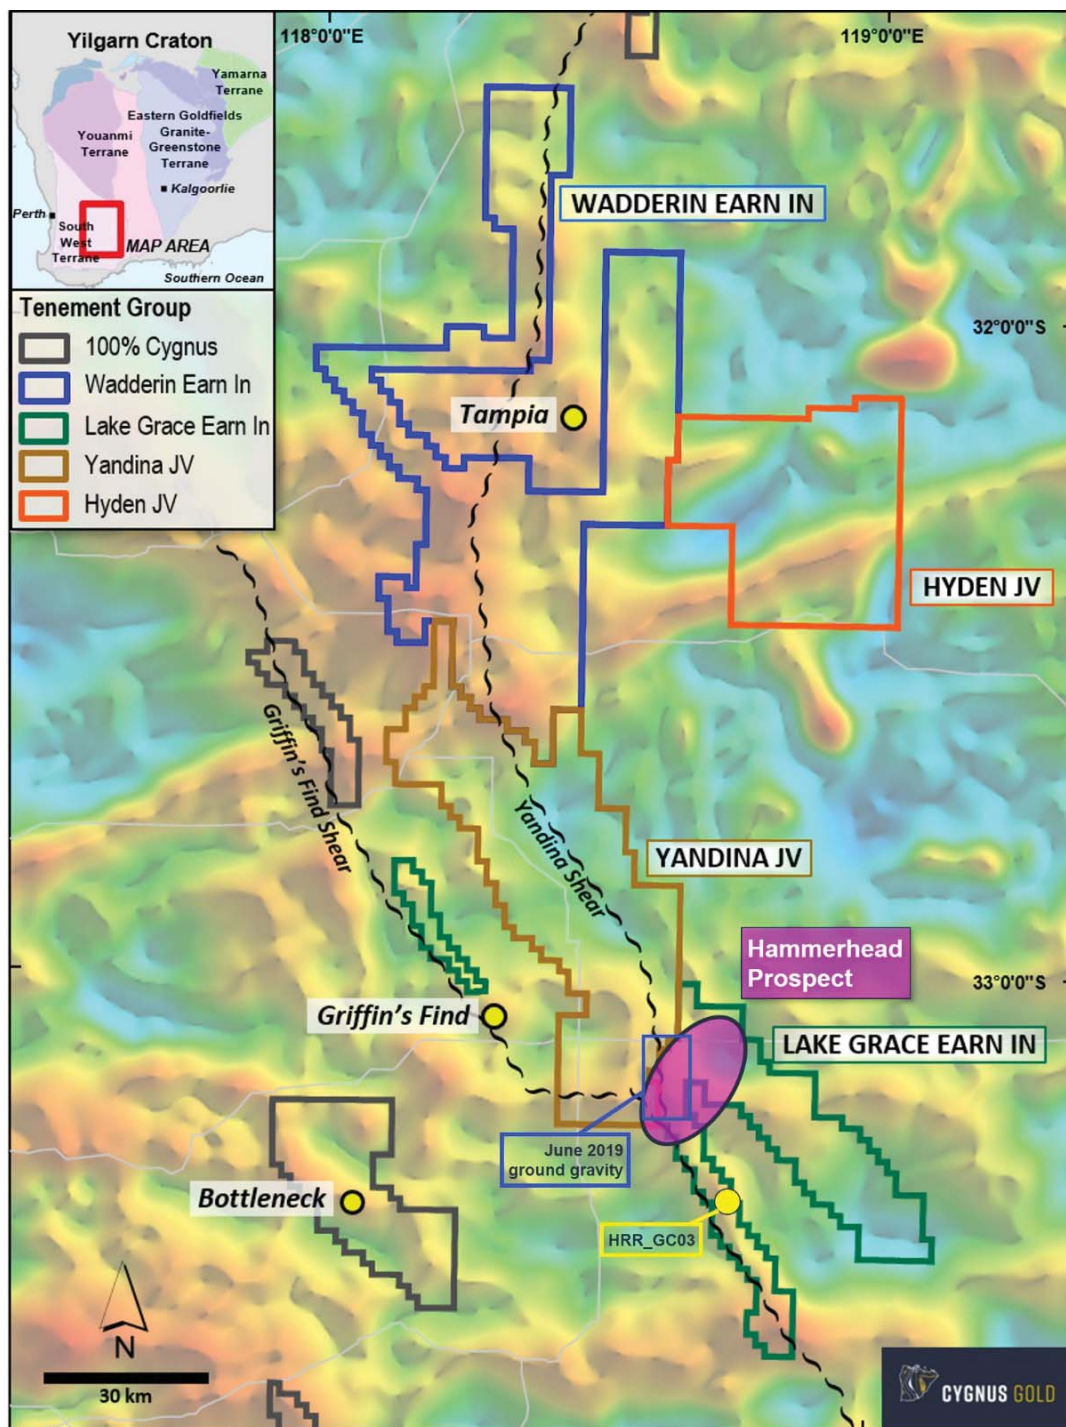 Yilgarn Craton
Yamarna
Terrane
Eastern Goldfields
Granite-
Greenstone
Terrane
Youanmi
Terrane
Kalgoorlie
Perth
South
West
Terrane
MAP AREA
Southern Ocean
118°0'0"E
119°0'0"E
Tenement Group
100% Cygnus
Wadderin Earn In
Lake Grace Earn In
Yandina JV
Hyden JV
WADDERIN EARN IN
32°0'0"S
Tampia
HYDEN JV
Griffin's Find Shear
Yandina Shear
YANDINA JV
Hammerhead
Prospect
33°0'0"S
Griffin's Find
LAKE GRACE EARN IN
June 2019
ground gravity
Bottleneck
HRR_GC03
N
30 km
CYGNUS GOLD